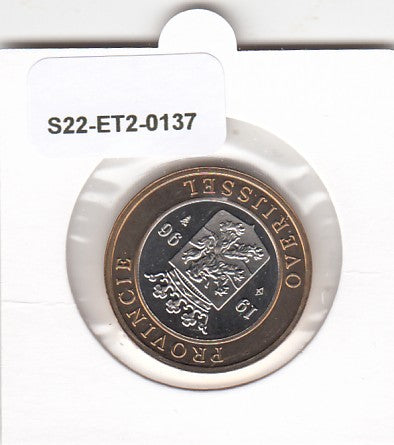 S22-ET2-0137
PROVINCIE OVERIJSSEL
19 96